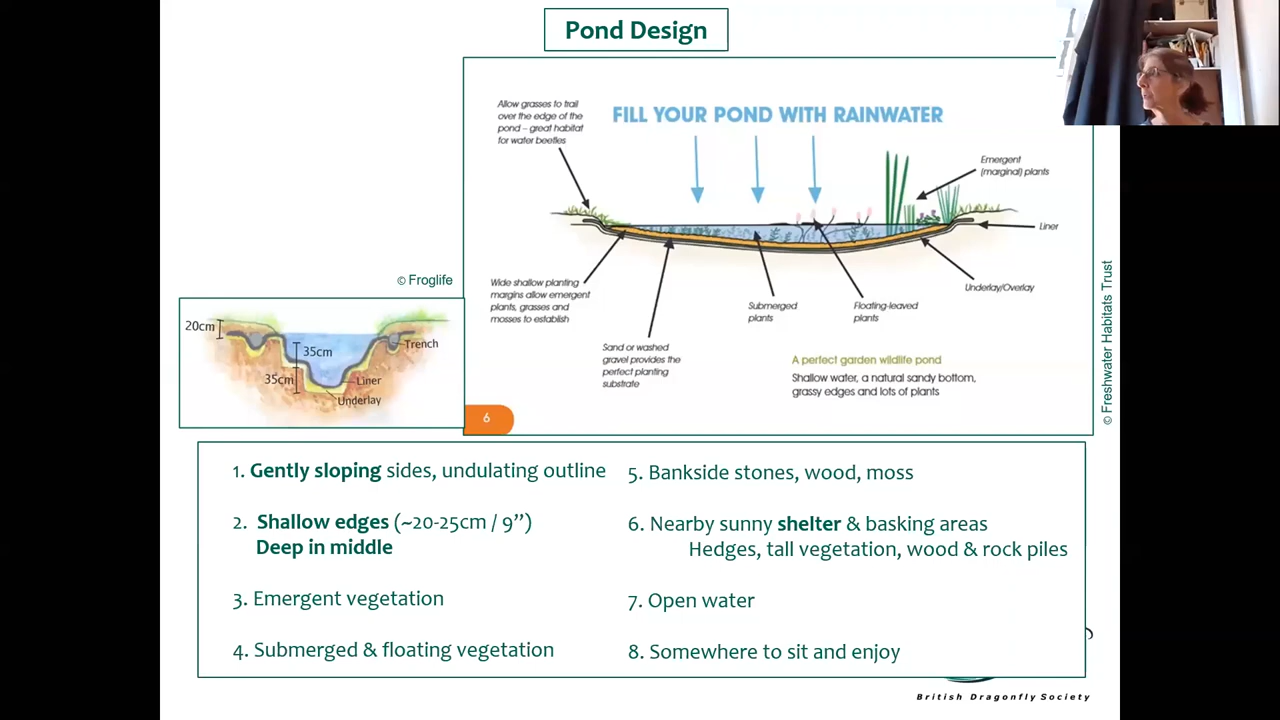 Pond Design
Allow grasses to trail
over the edge of the
pond – great habitat
for water beetles
FILL YOUR POND WITH RAINWATER
Emergent
(marginal) plants
Liner
Underlay/Overlay
Wide shallow planting
margins allow emergent
plants, grasses and
mosses to establish
Submerged
plants
Floating-leaved
plants
Sand or washed
gravel provides the
perfect planting
substrate
A perfect garden wildlife pond
Shallow water, a natural sandy bottom,
grassy edges and lots of plants
6
© Freshwater Habitats Trust
© Froglife
20cm
35cm
35cm
Trench
Liner
Underlay
1. Gently sloping sides, undulating outline
2. Shallow edges (~20-25cm / 9”)
Deep in middle
3. Emergent vegetation
4. Submerged & floating vegetation
5. Bankside stones, wood, moss
6. Nearby sunny shelter & basking areas
Hedges, tall vegetation, wood & rock piles
7. Open water
8. Somewhere to sit and enjoy
British Dragonfly Society